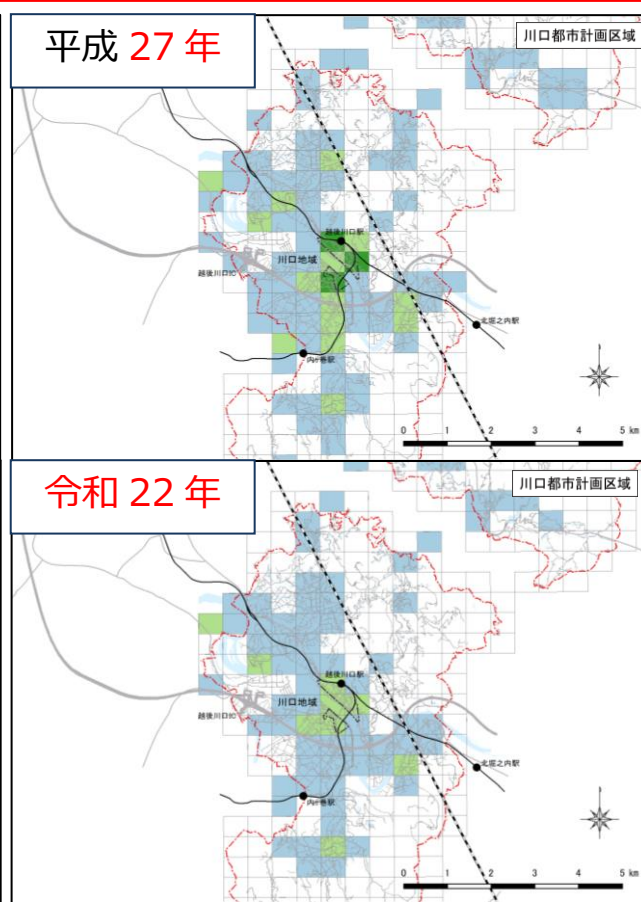 平成 27 年
川口都市計画区域
越後川口駅
川口地域
越後川口IC
北堀之内駅
内ケ巻駅
0 1 2 3 4 5 km
令和 22 年
川口都市計画区域
越後川口駅
川口地域
越後川口IC
北堀之内駅
内ケ巻駅
0 1 2 3 4 5 km